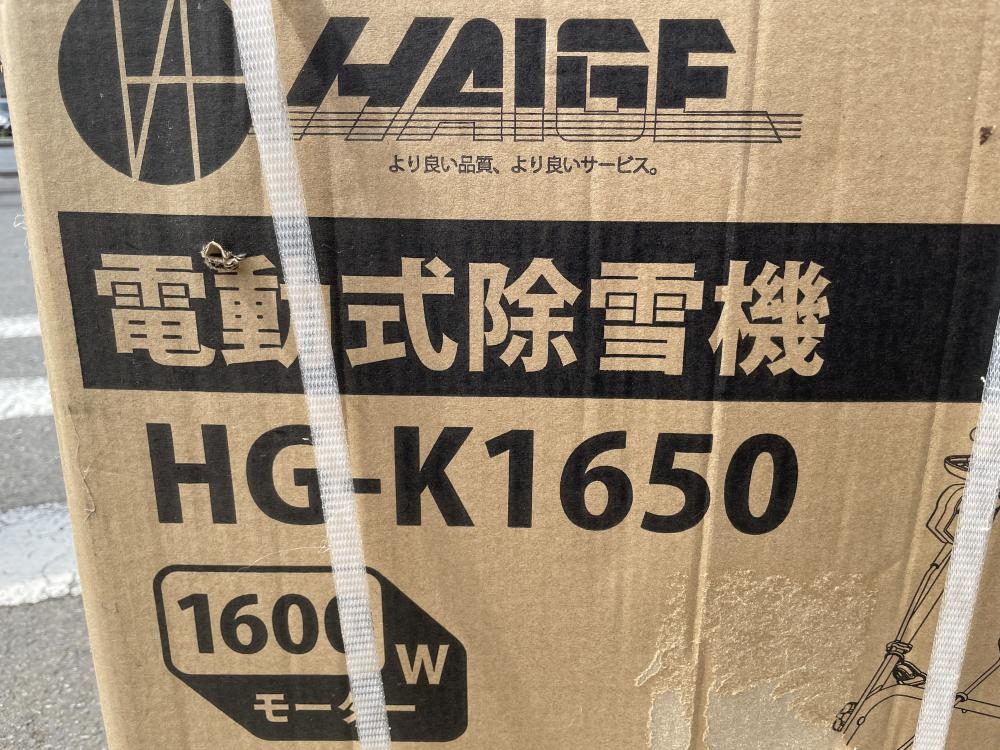 HAIGE
より良い品質、より良いサービス。
電動式除雪機
HG-K1650
1600
W
モーター